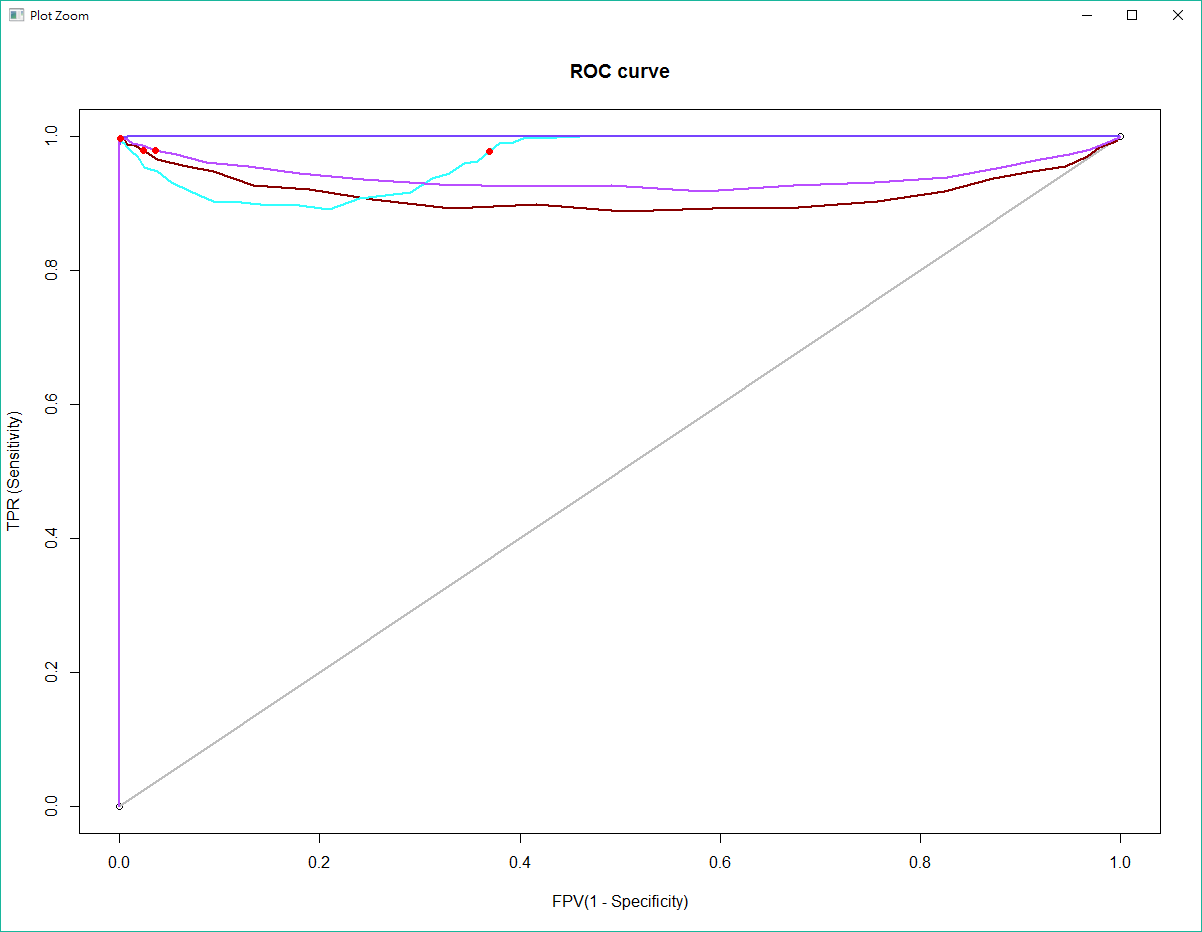 Plot Zoom
ROC curve
1.0
0.8
0.6
0.4
0.2
0.0
TPR (Sensitivity)
0.0 0.2 0.4 0.6 0.8 1.0
FPV(1 - Specificity)